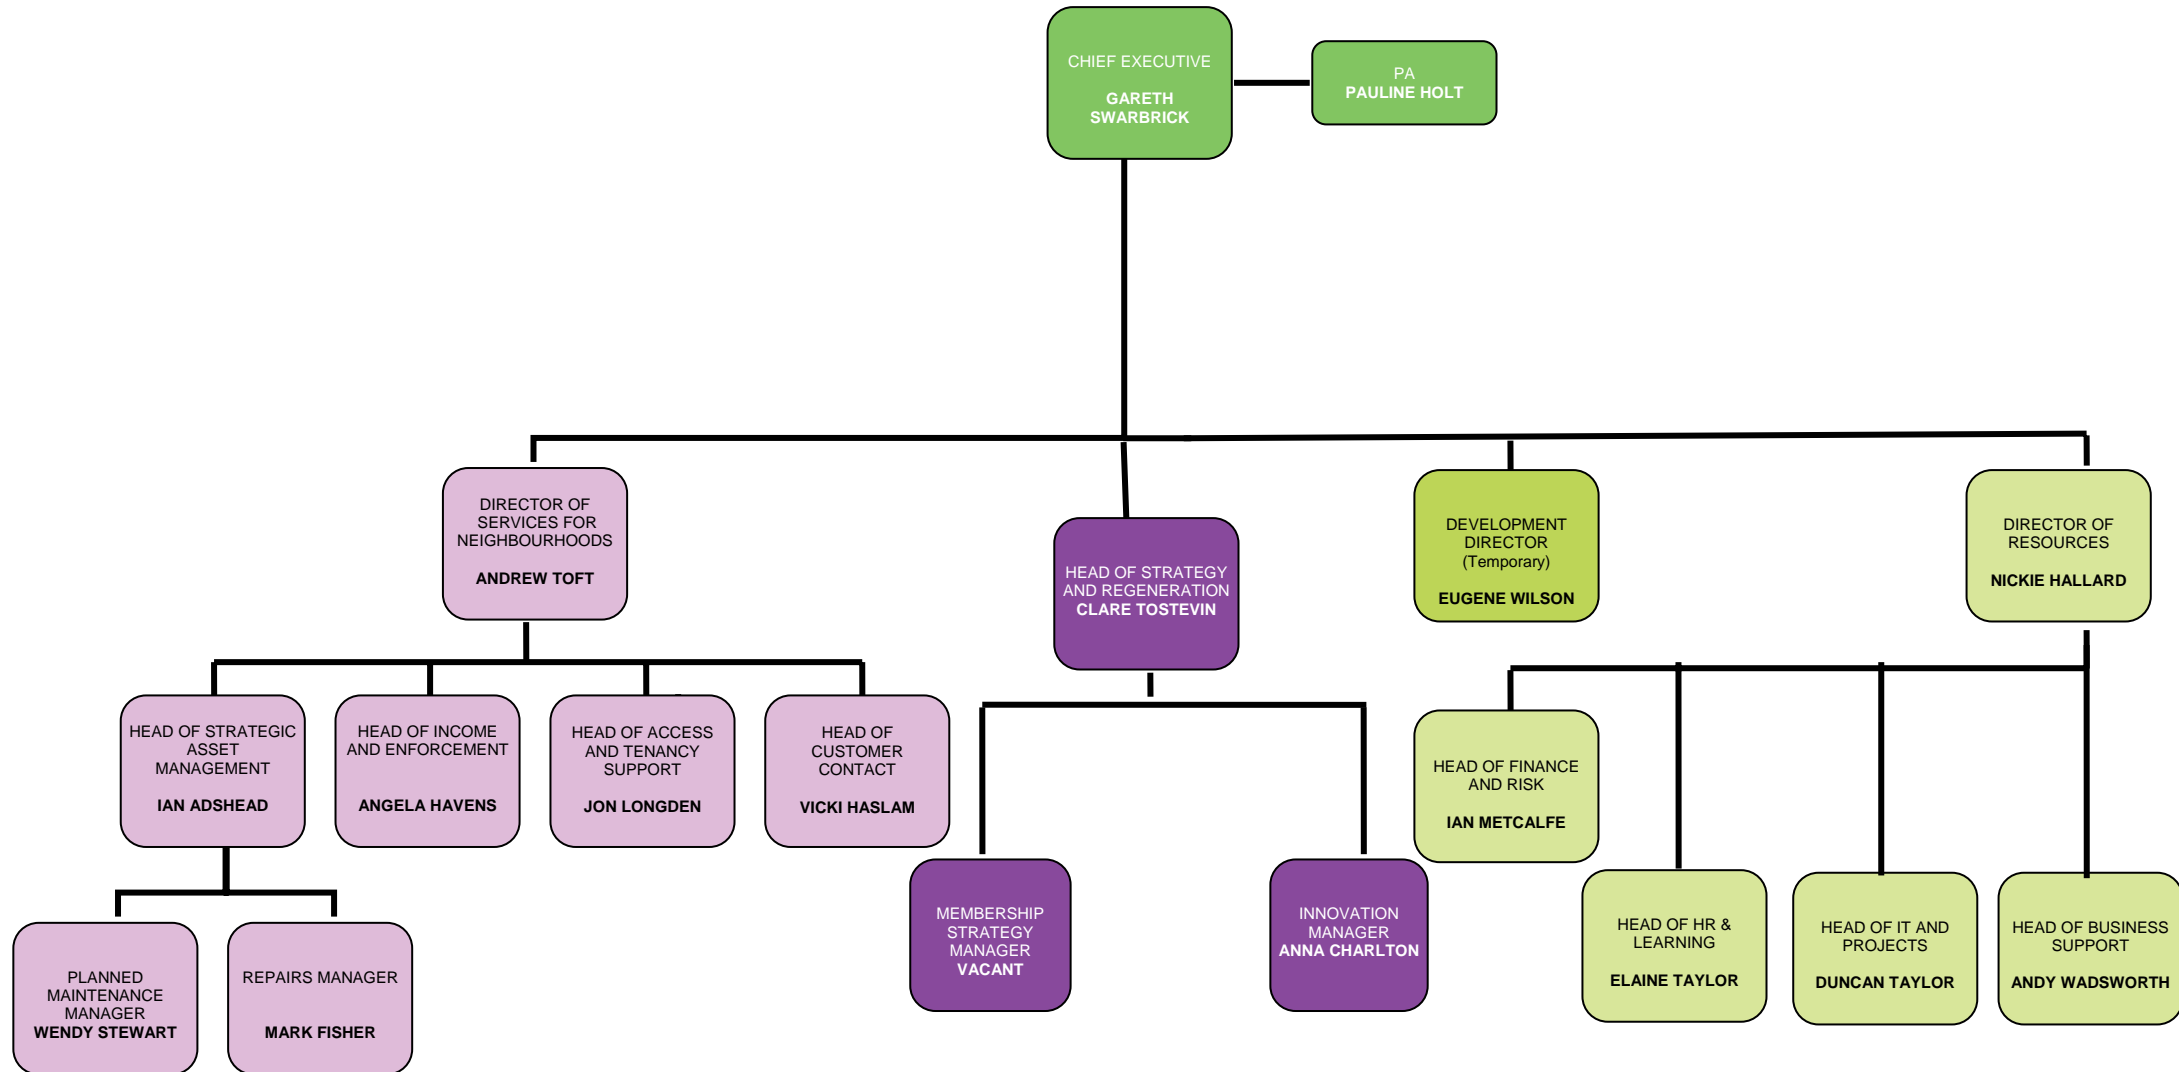 CHIEF EXECUTIVE
GARETH
SWARBRICK
PA
PAULINE HOLT
DIRECTOR OF
SERVICES FOR
NEIGHBOURHOODS
ANDREW TOFT
HEAD OF STRATEGY
AND REGENERATION
CLARE TOSTEVIN
DEVELOPMENT
DIRECTOR
(Temporary)
EUGENE WILSON
DIRECTOR OF
RESOURCES
NICKIE HALLARD
HEAD OF STRATEGIC
ASSET
MANAGEMENT
IAN ADSHEAD
HEAD OF INCOME
AND ENFORCEMENT
ANGELA HAVENS
HEAD OF ACCESS
AND TENANCY
SUPPORT
JON LONGDEN
HEAD OF
CUSTOMER
CONTACT
VICKI HASLAM
HEAD OF FINANCE
AND RISK
IAN METCALFE
PLANNED
MAINTENANCE
MANAGER
WENDY STEWART
REPAIRS MANAGER
MARK FISHER
MEMBERSHIP
STRATEGY
MANAGER
VACANT
INNOVATION
MANAGER
ANNA CHARLTON
HEAD OF HR &
LEARNING
ELAINE TAYLOR
HEAD OF IT AND
PROJECTS
DUNCAN TAYLOR
HEAD OF BUSINESS
SUPPORT
ANDY WADSWORTH